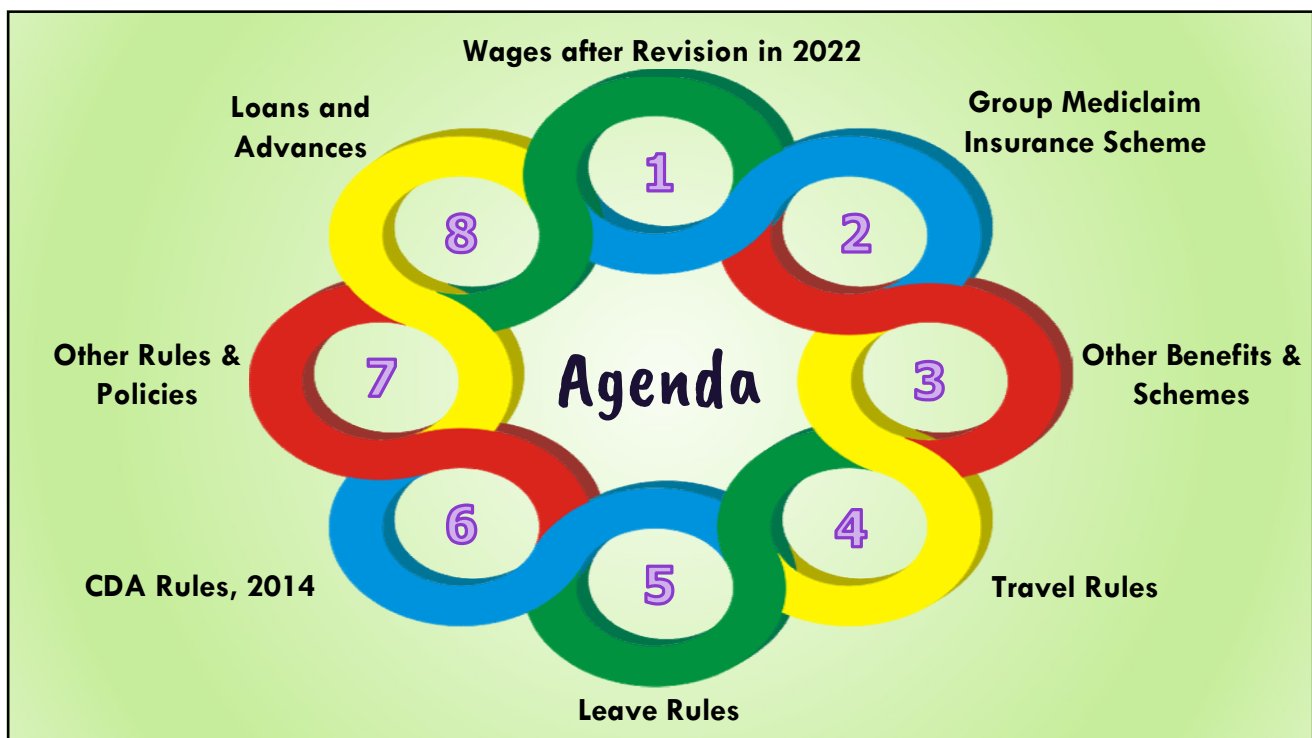 Wages after Revision in 2022
1
Group Mediclaim
Insurance Scheme
2
Other Benefits &
Schemes
3
Travel Rules
4
Leave Rules
5
CDA Rules, 2014
6
Other Rules &
Policies
7
Loans and
Advances
8
Agenda